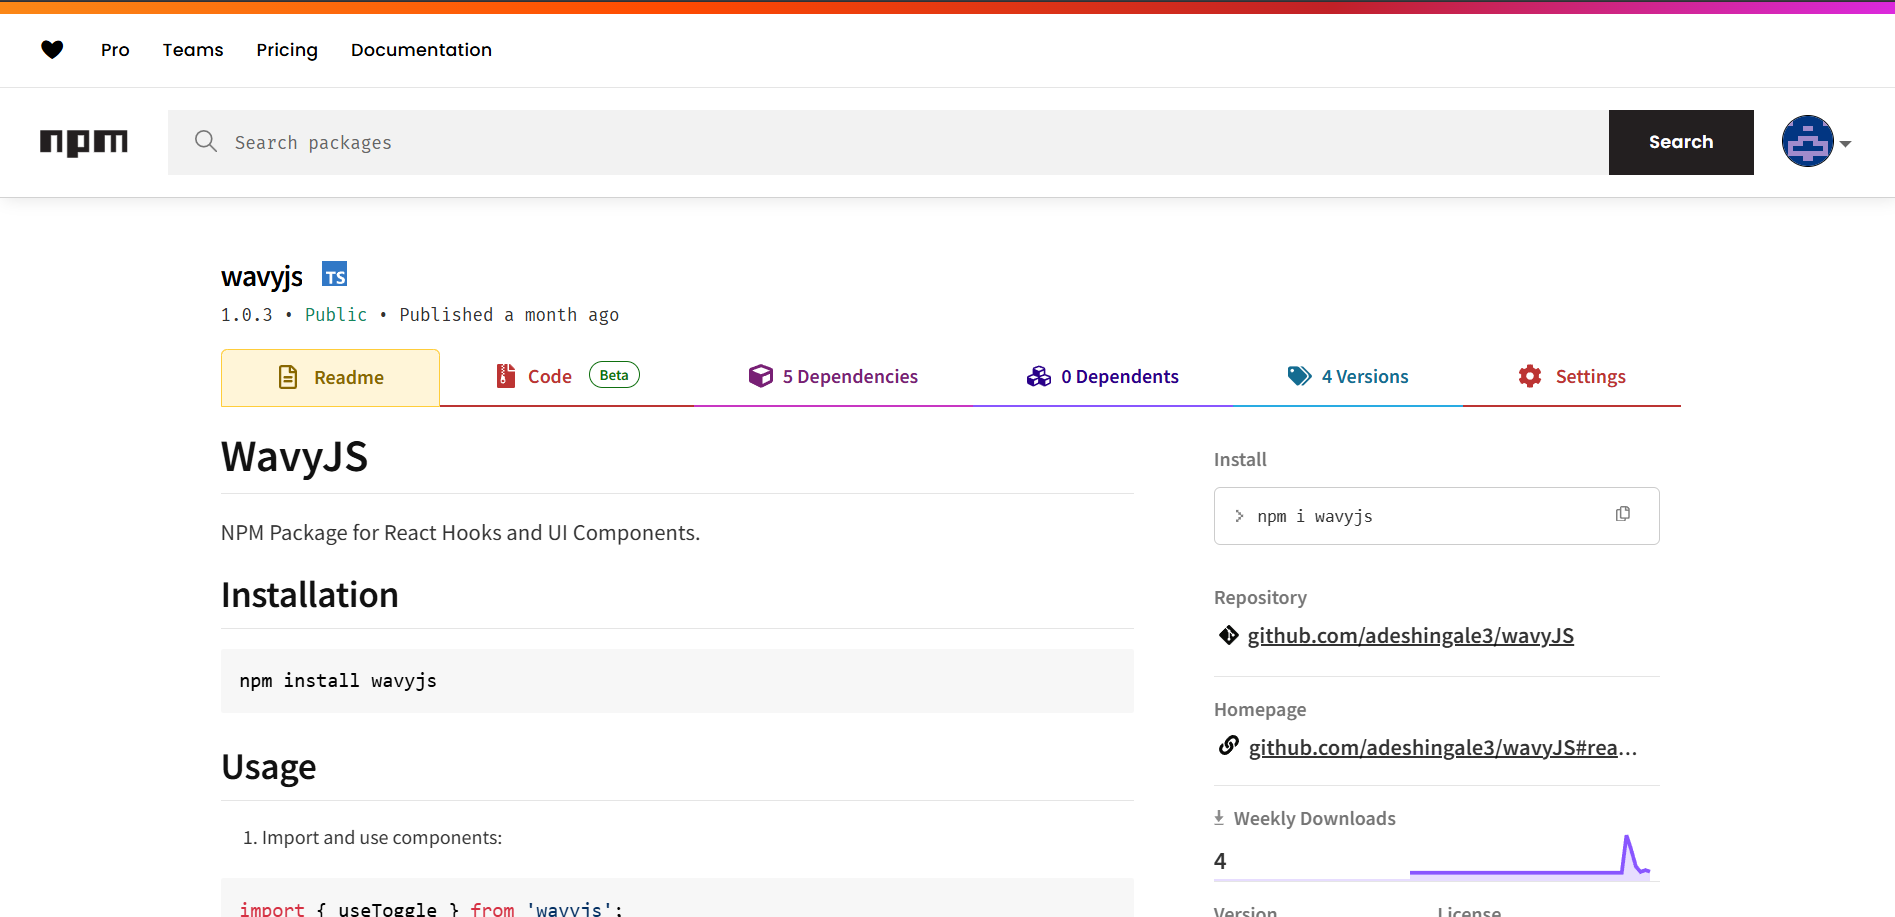 Pro Teams Pricing Documentation
npm Search packages Search
wavyjs TS
1.0.3 • Public • Published a month ago
Readme Code Beta 5 Dependencies 0 Dependents 4 Versions Settings
WavyJS
NPM Package for React Hooks and UI Components.
Installation
npm install wavyjs
Usage
1. Import and use components:
import { useToggle } from 'wavyjs';
Install
> npm i wavyjs
Repository
github.com/adeshingale3/wavyJS
Homepage
github.com/adeshingale3/wavyJS#rea...
Weekly Downloads
4
Version License